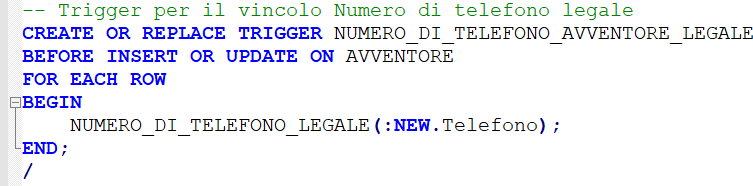 -- Trigger per il vincolo Numero di telefono legale
CREATE OR REPLACE TRIGGER NUMERO_DI_TELEFONO_AVVENTORE_LEGALE
BEFORE INSERT OR UPDATE ON AVVENTORE
FOR EACH ROW
BEGIN
    NUMERO_DI_TELEFONO_LEGALE(:NEW.Telefono);
END;
/